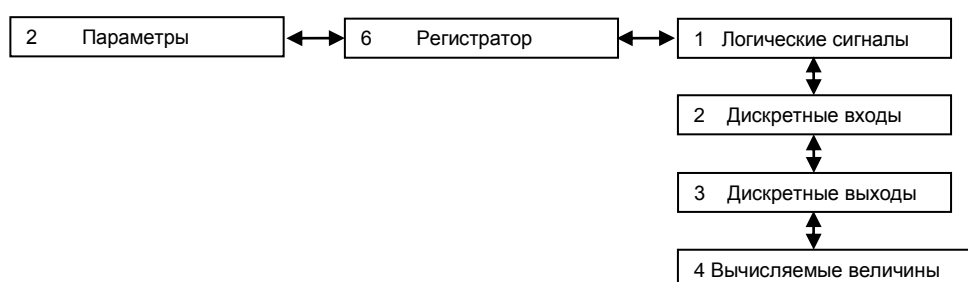 2 Параметры
6 Регистратор
1 Логические сигналы
2 Дискретные входы
3 Дискретные выходы
4 Вычисляемые величины